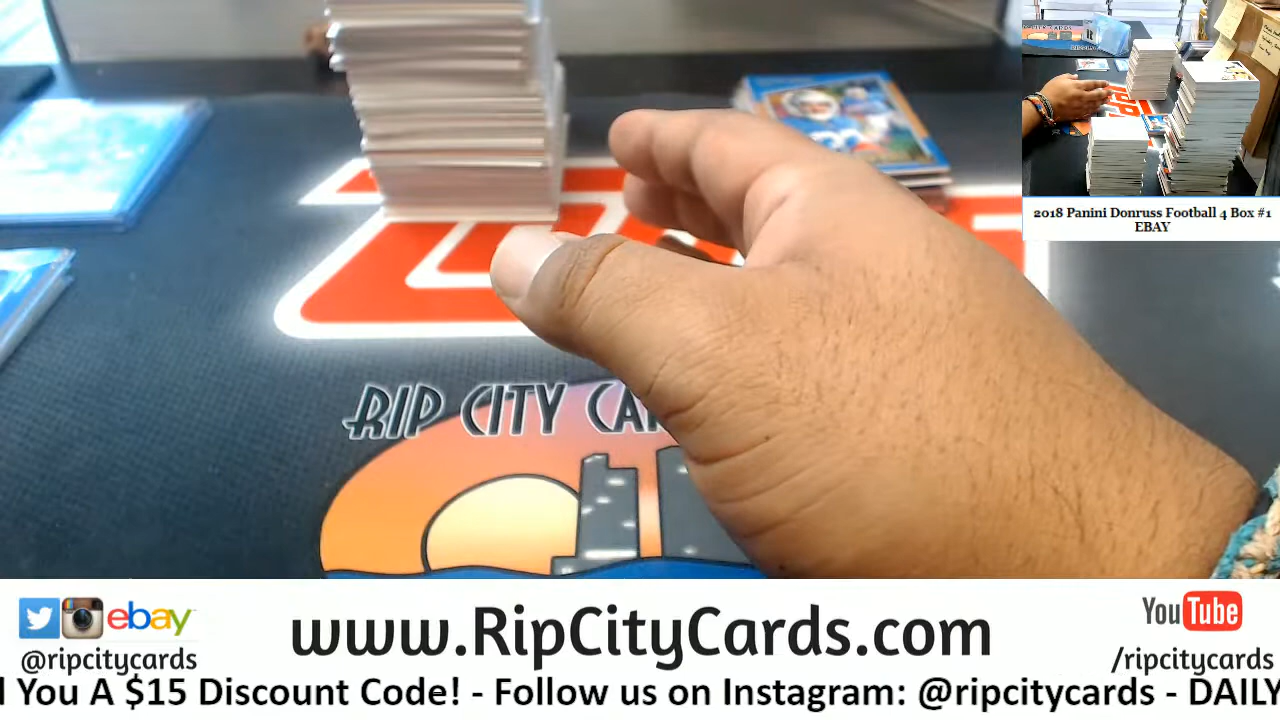 2018 Panini Donruss Football 4 Box #1
EBAY
RIP CITY
ebay
www.RipCityCards.com
YouTube
@ripcitycards
/ripcitycards
You A $15 Discount Code! - Follow us on Instagram: @ripcitycards - DAILY